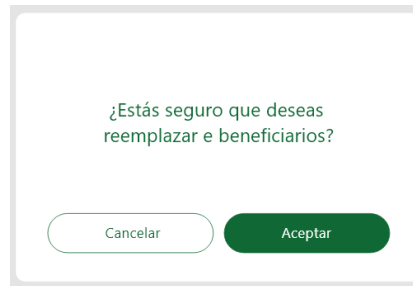 ¿Estás seguro que deseas
reemplazar e beneficiarios?
Cancelar
Aceptar